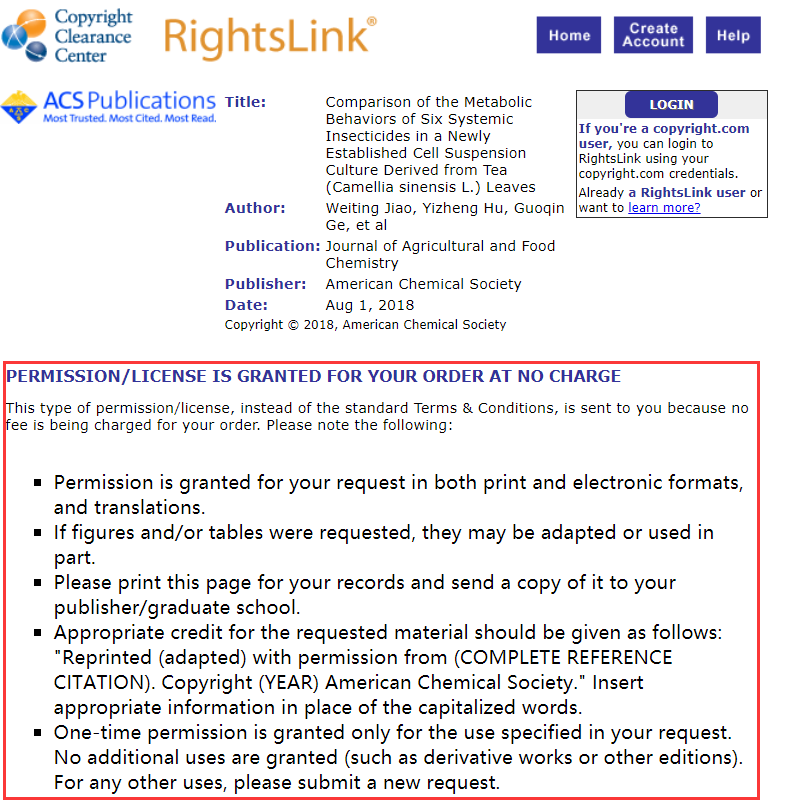 Copyright
Clearance
Center
RightsLink®
Home
Create
Account
Help
ACS Publications
Most Trusted. Most Cited. Most Read.
Title:
Comparison of the Metabolic
Behaviors of Six Systemic
Insecticides in a Newly
Established Cell Suspension
Culture Derived from Tea
(Camellia sinensis L.) Leaves
Author:
Weiting Jiao, Yizheng Hu, Guoqin
Ge, et al
Publication:
Journal of Agricultural and Food
Chemistry
Publisher:
American Chemical Society
Date:
Aug 1, 2018
Copyright © 2018, American Chemical Society
LOGIN
If you're a copyright.com
user, you can login to
RightsLink using your
copyright.com credentials.
Already a RightsLink user or
want to learn more?
PERMISSION/LICENSE IS GRANTED FOR YOUR ORDER AT NO CHARGE
This type of permission/license, instead of the standard Terms & Conditions, is sent to you because no
fee is being charged for your order. Please note the following:
▪ Permission is granted for your request in both print and electronic formats,
and translations.
▪ If figures and/or tables were requested, they may be adapted or used in
part.
▪ Please print this page for your records and send a copy of it to your
publisher/graduate school.
▪ Appropriate credit for the requested material should be given as follows:
"Reprinted (adapted) with permission from (COMPLETE REFERENCE
CITATION). Copyright (YEAR) American Chemical Society." Insert
appropriate information in place of the capitalized words.
▪ One-time permission is granted only for the use specified in your request.
No additional uses are granted (such as derivative works or other editions).
For any other uses, please submit a new request.